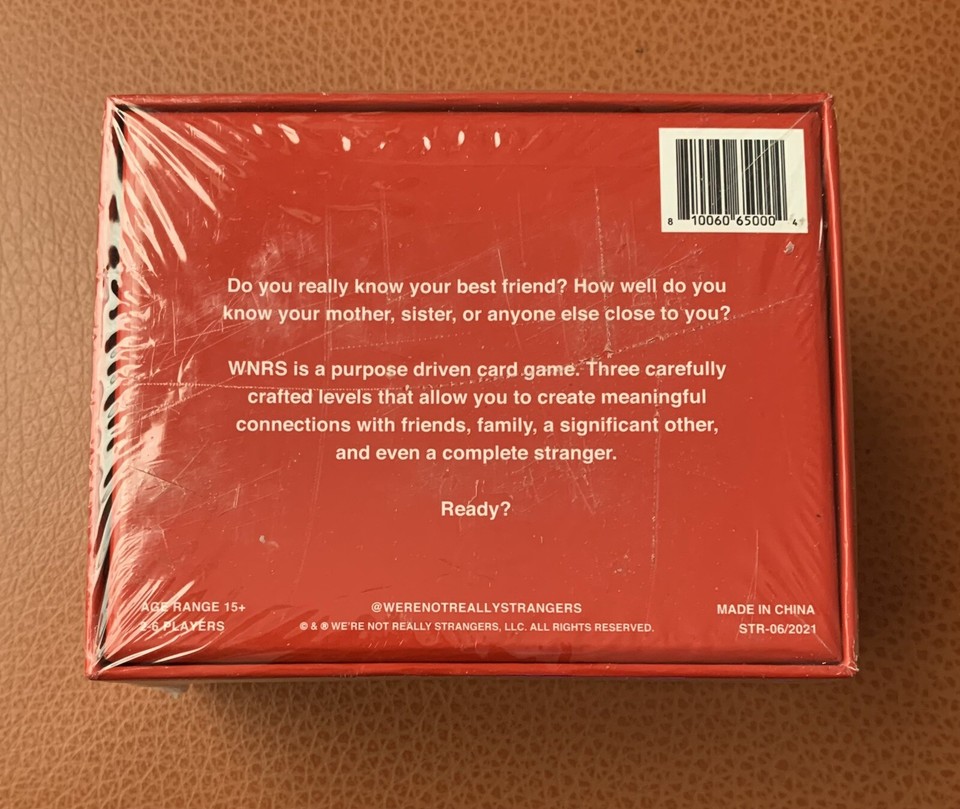 8 10060 65000 4
Do you really know your best friend? How well do you
know your mother, sister, or anyone else close to you?
WNRS is a purpose driven card game. Three carefully
crafted levels that allow you to create meaningful
connections with friends, family, a significant other,
and even a complete stranger.
Ready?
AGE RANGE 15+
2-6 PLAYERS
@WERENOTREALLYSTRANGERS
© & ® WE'RE NOT REALLY STRANGERS, LLC. ALL RIGHTS RESERVED.
MADE IN CHINA
STR-06/2021